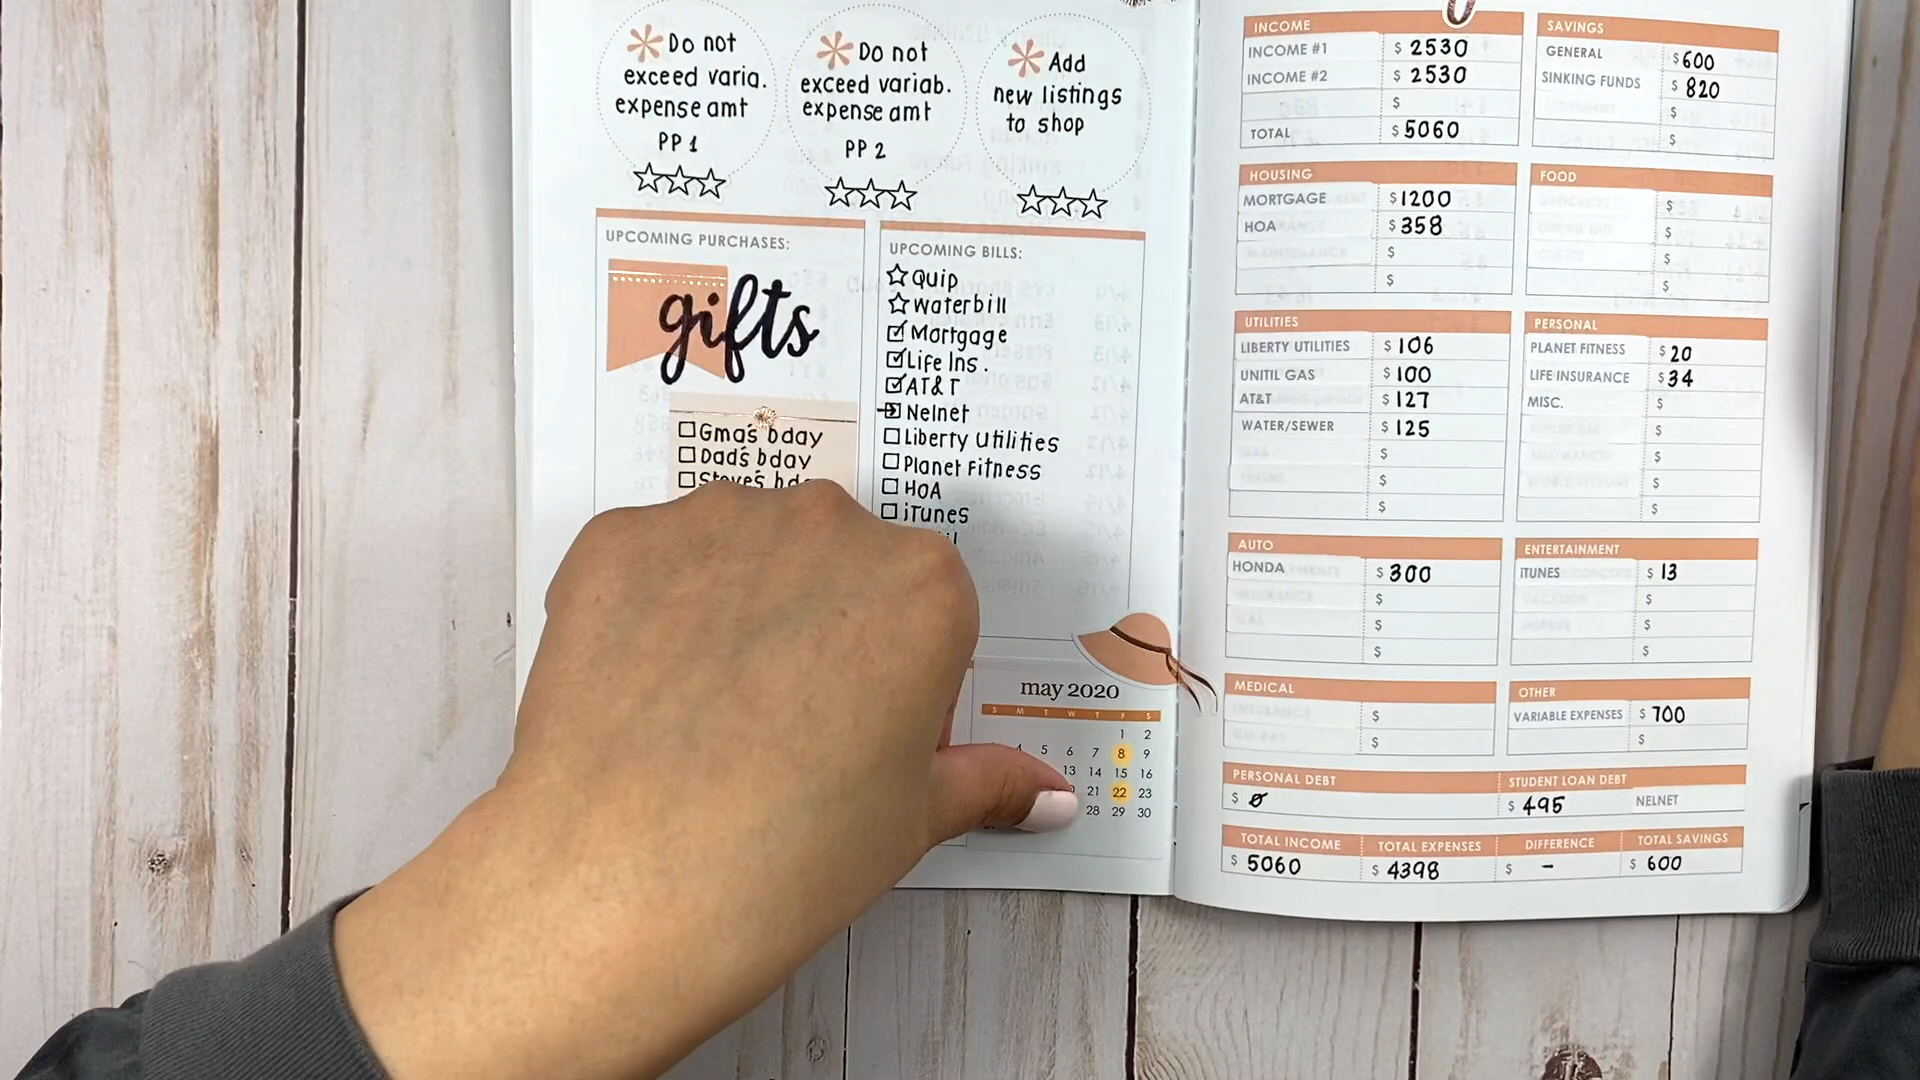 * Do not
exceed varia.
expense amt
PP 1
* Do not
exceed variab.
expense amt
PP 2
* Add
new listings
to shop
UPCOMING PURCHASES:
gifts
☐ Gma's bday
☐ Dad's bday
☐ Steve's bda
UPCOMING BILLS:
☆ Quip
☆ Waterbill
☑ Mortgage
☑ Life Ins.
☑ AT&T
Nelnet
☐ Liberty Utilities
☐ Planet Fitness
☐ HOA
☐ iTunes
may 2020
S M T W T F S
1 2
4 5 6 7 8 9
13 14 15 16
21 22 23
28 29 30
INCOME
INCOME #1 $ 2530
INCOME #2 $ 2530
$
TOTAL $ 5060
SAVINGS
GENERAL $ 600
SINKING FUNDS $ 820
$
$
HOUSING
MORTGAGE $ 1200
HOA $ 358
MAINTENANCE $
$
FOOD
$
$
$
$
UTILITIES
LIBERTY UTILITIES $ 106
UNITIL GAS $ 100
AT&T $ 127
WATER/SEWER $ 125
$
$
$
PERSONAL
PLANET FITNESS $ 20
LIFE INSURANCE $ 34
MISC. $
$
$
$
$
AUTO
HONDA $ 300
$
$
$
ENTERTAINMENT
iTUNES $ 13
$
$
$
MEDICAL
$
$
OTHER
VARIABLE EXPENSES $ 700
$
PERSONAL DEBT
$ 0
STUDENT LOAN DEBT
$ 495 NELNET
TOTAL INCOME TOTAL EXPENSES DIFFERENCE TOTAL SAVINGS
$ 5060 $ 4398 $ - $ 600